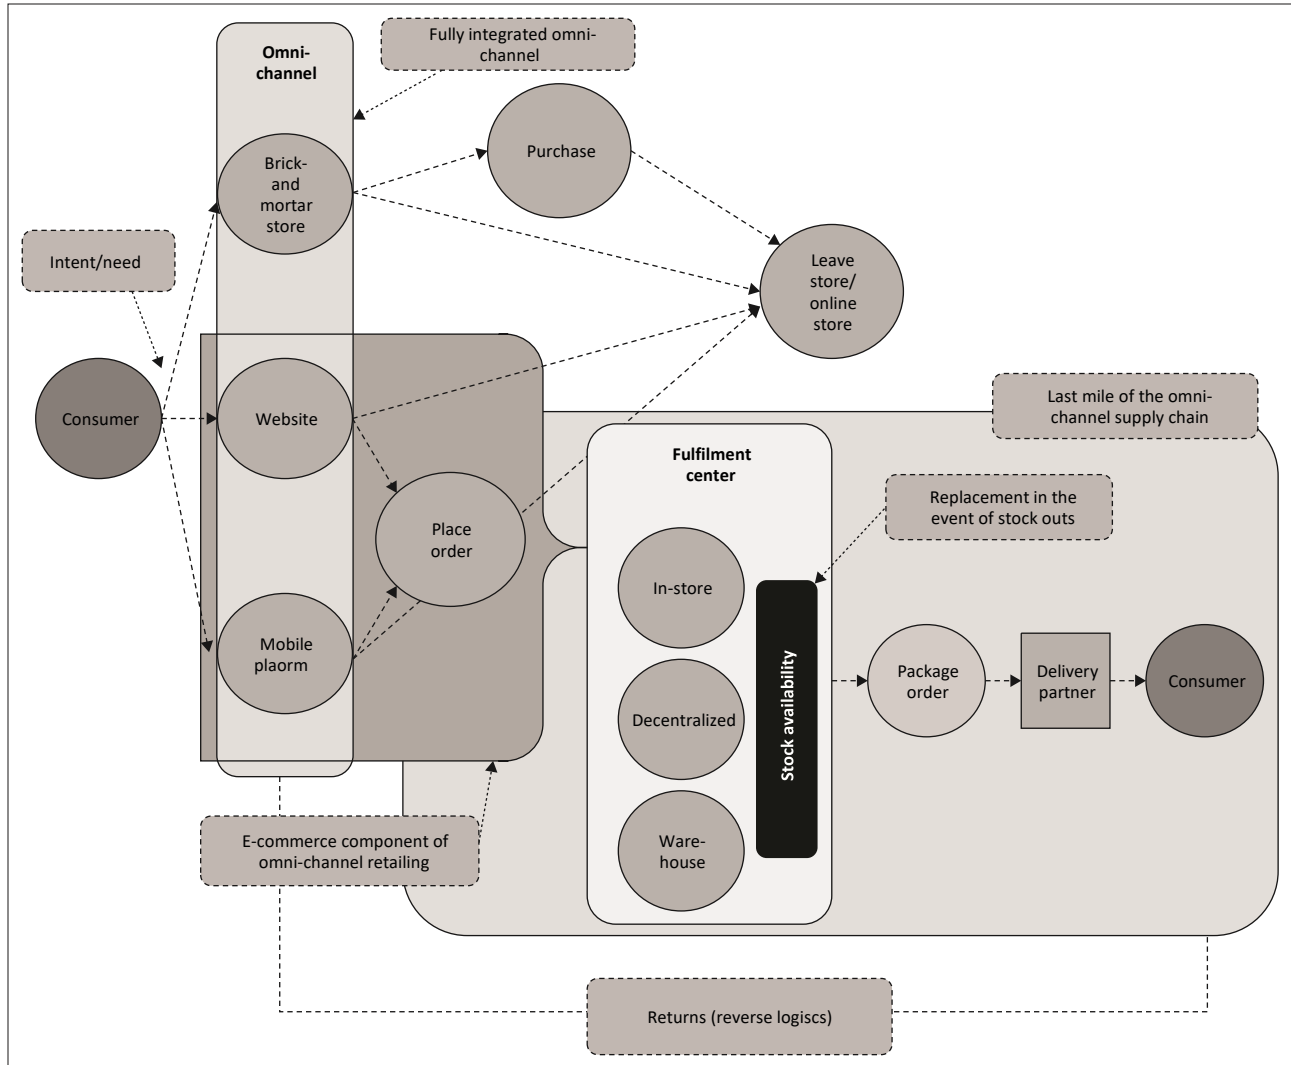 Omni-
channel
Fully integrated omni-
channel
Brick-
and
mortar
store
Purchase
Intent/need
Leave
store/
online
store
Consumer
Website
Last mile of the omni-
channel supply chain
Fulfilment
center
Replacement in the
event of stock outs
Place
order
In-store
Mobile
plaorm
Stock availability
Package
order
Delivery
partner
Consumer
Decentralized
E-commerce component of
omni-channel retailing
Ware-
house
Returns (reverse logiscs)